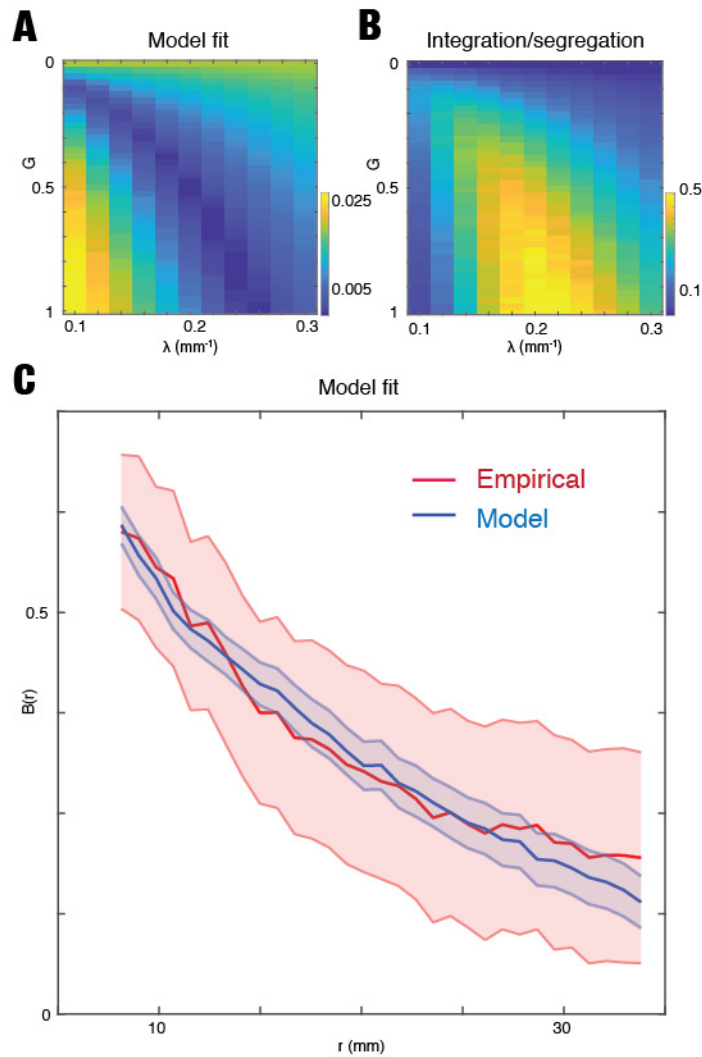 A
Model fit
0
G
0.5
1
0.1
0.2
0.3
λ (mm⁻¹)
0.025
0.005
B
Integration/segregation
0
G
0.5
1
0.1
0.2
0.3
λ (mm⁻¹)
0.5
0.1
C
Model fit
Empirical
Model
0.5
B(r)
0
10
30
r (mm)